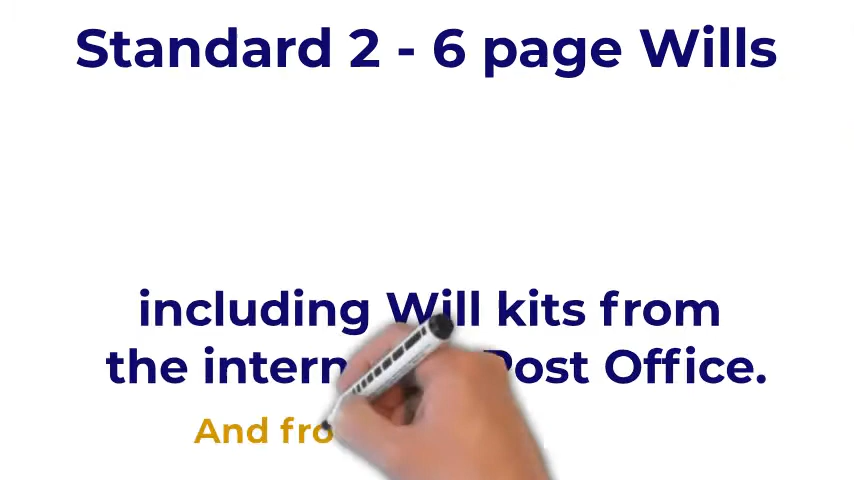 Standard 2 - 6 page Wills
including Will kits from
the intern Post Office.
And fro